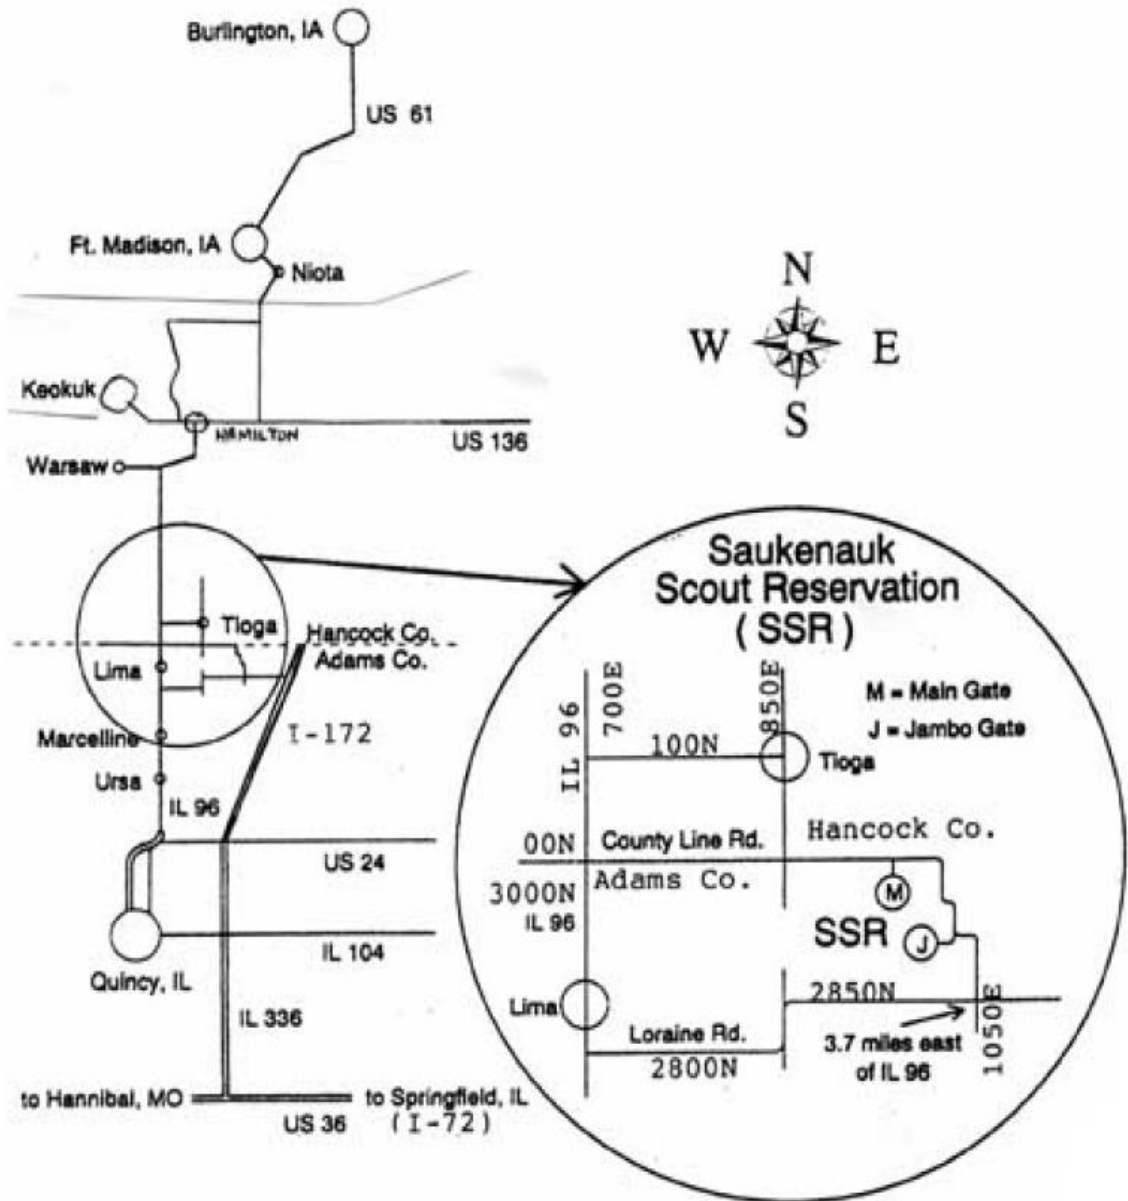 Burlington, IA
US 61
Ft. Madison, IA
Niota
N
W
E
S
Keokuk
HAMILTON
US 136
Warsaw
Saukenauk
Scout Reservation
( SSR )
Tioga
Hancock Co.
Adams Co.
Lima
Marcelline
I-172
Ursa
IL 96
US 24
IL 104
Quincy, IL
IL 336
to Hannibal, MO
to Springfield, IL
US 36
(I-72)
M = Main Gate
J = Jambo Gate
IL 96
700E
850E
100N
Tioga
00N
County Line Rd.
Hancock Co.
3000N
Adams Co.
IL 96
M
SSR
J
2850N
Lima
Loraine Rd.
2800N
3.7 miles east
of IL 96
1050E